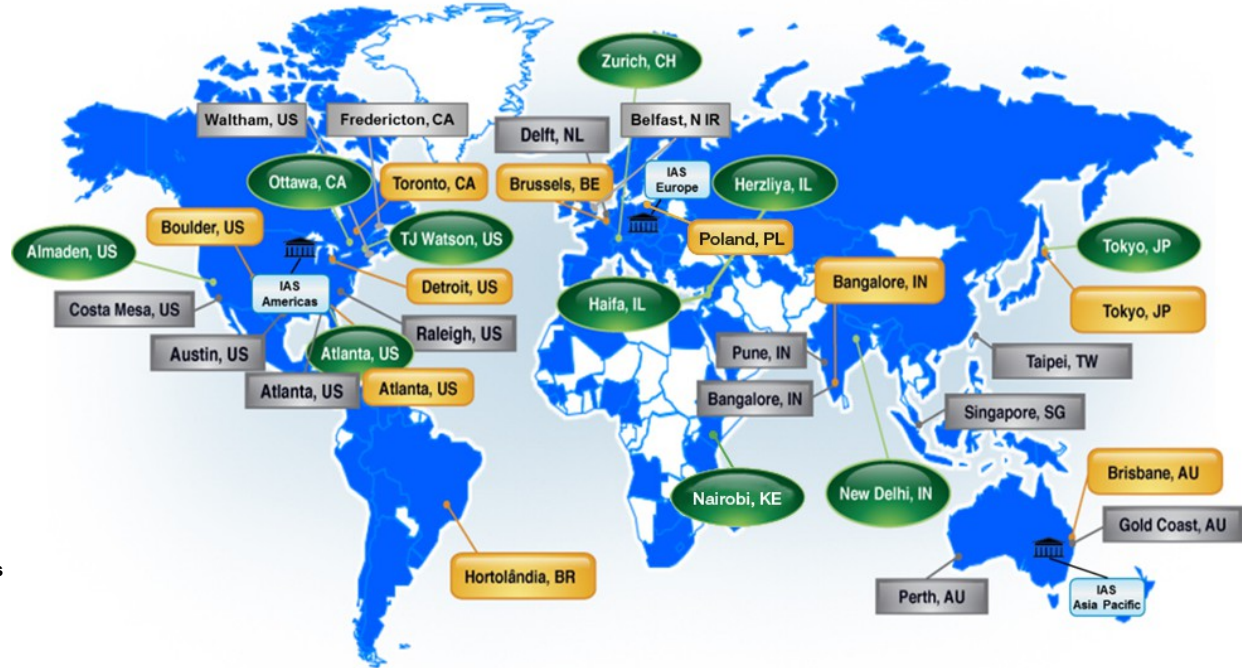 Zurich, CH
Waltham, US
Fredericton, CA
Delft, NL
Belfast, N IR
Ottawa, CA
Toronto, CA
Brussels, BE
IAS
Europe
Herzliya, IL
Boulder, US
TJ Watson, US
Poland, PL
Tokyo, JP
Almaden, US
IAS
Americas
Detroit, US
Bangalore, IN
Haifa, IL
Tokyo, JP
Costa Mesa, US
Raleigh, US
Austin, US
Atlanta, US
Pune, IN
Taipei, TW
Atlanta, US
Atlanta, US
Bangalore, IN
Singapore, SG
Nairobi, KE
New Delhi, IN
Brisbane, AU
Gold Coast, AU
Hortolândia, BR
s
Perth, AU
IAS
Asia Pacific